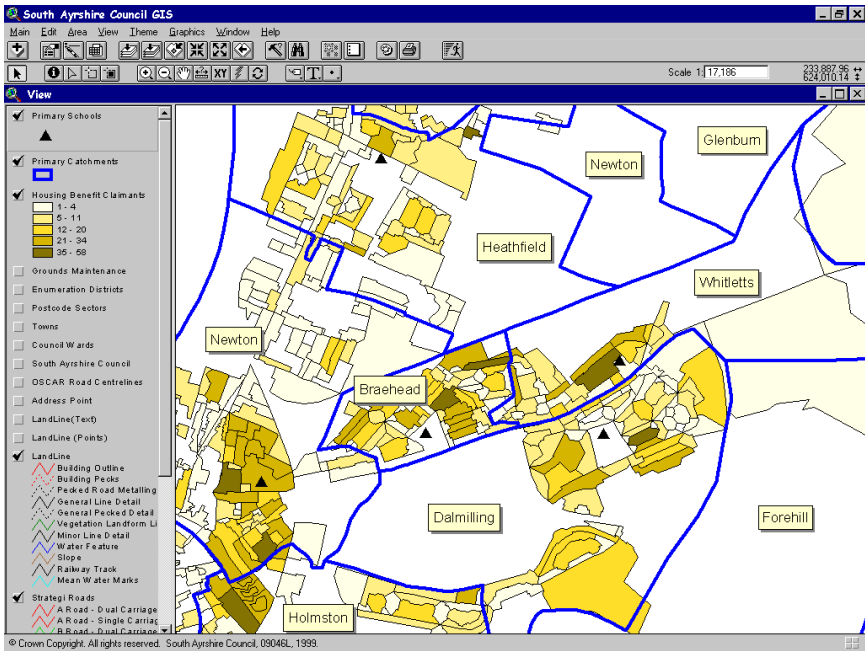 South Ayrshire Council GIS
Main Edit Area View Theme Graphics Window Help
XY
T
Scale 1: 17,186
233,887.96
624,010.14
View
Primary Schools
Primary Catchments
Housing Benefit Claimants
1 - 4
5 - 11
12 - 20
21 - 34
35 - 58
Grounds Maintenance
Enumeration Districts
Postcode Sectors
Towns
Council Wards
South Ayrshire Council
OSCAR Road Centrelines
Address Point
LandLine(Text)
LandLine (Points)
LandLine
Building Outline
Building Pecks
Pecked Road Metalling
General Line Detail
General Pecked Detail
Vegetation Landform Li
Minor Line Detail
Water Feature
Slope
Railway Track
Mean Water Marks
Strategi Roads
A Road - Dual Carriage
A Road - Single Carriag
B Road - Dual Carriage
Glenburn
Newton
Heathfield
Whitletts
Newton
Braehead
Dalmilling
Forehill
Holmston
© Crown Copyright. All rights reserved. South Ayrshire Council, 09046L, 1999.